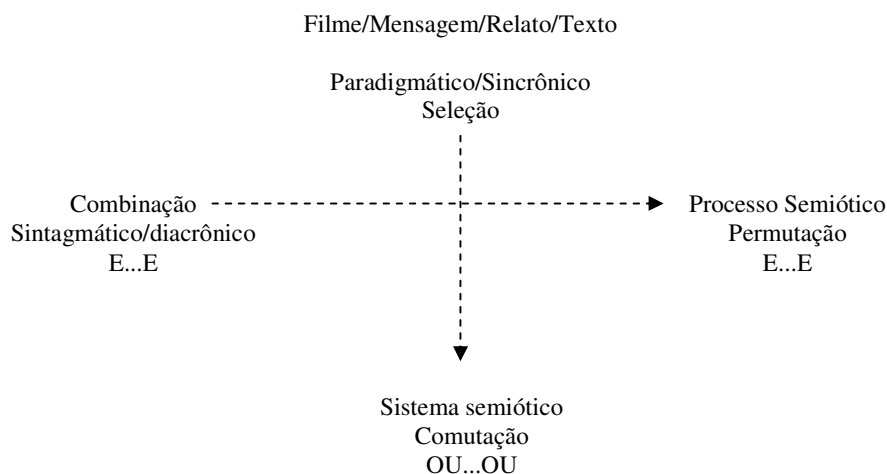 Filme/Mensagem/Relato/Texto
Paradigmático/Sincrônico
Seleção
Combinação
Sintagmático/diacrônico
E...E
Processo Semiótico
Permutação
E...E
Sistema semiótico
Comutação
OU...OU